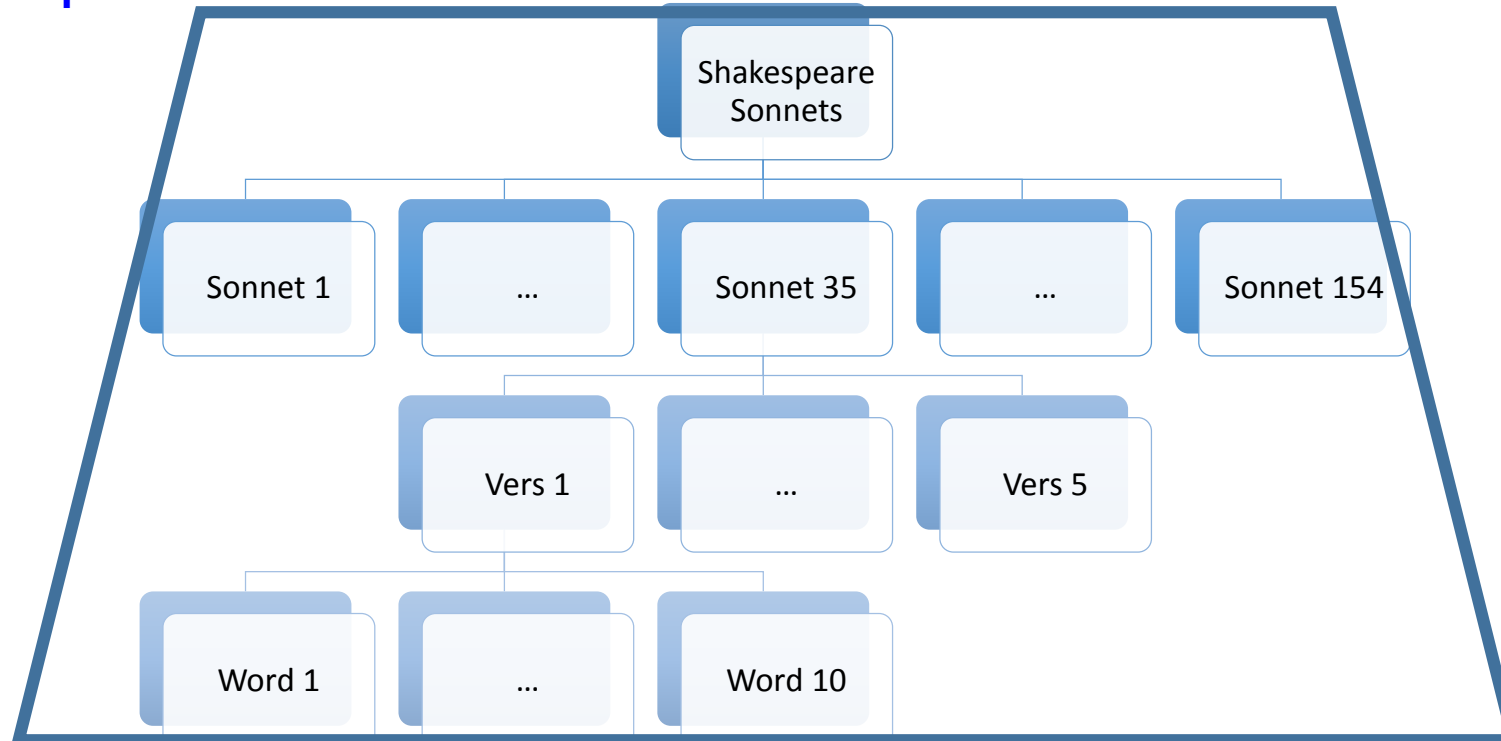 Shakespeare
Sonnets
Sonnet 1
...
Sonnet 35
...
Sonnet 154
Vers 1
...
Vers 5
Word 1
...
Word 10